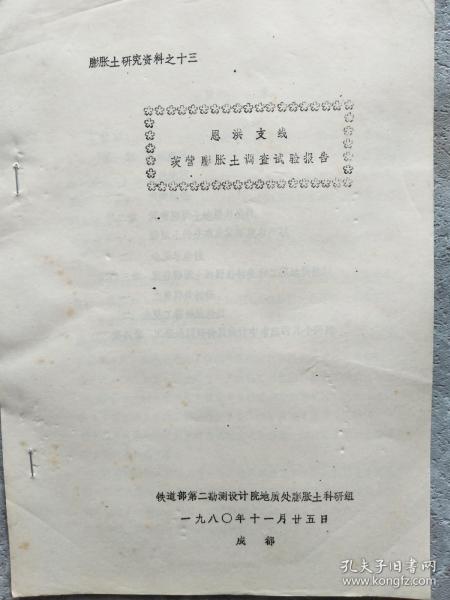 膨胀土研究资料之十三
恩洪支线
茨营膨胀土调查试验报告
铁道部第二勘测设计院地质处膨胀土科研组
一九八〇年十一月廿五日
成都
孔夫子旧书网
www.kongfz.com